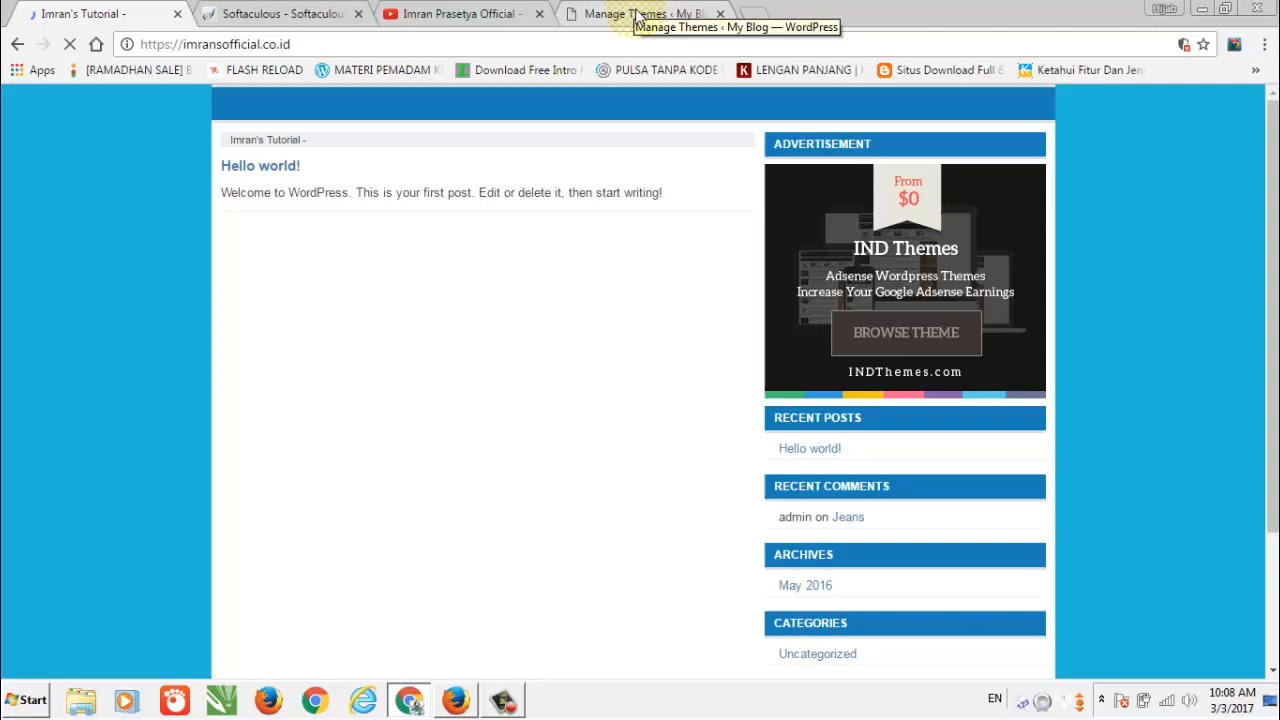 Imran's Tutorial -
Softaculous - Softaculou
Imran Prasetya Official -
Manage Themes ‹ My Bl
Hijab
Manage Themes ‹ My Blog — WordPress
https://imransofficial.co.id
Apps
[RAMADHAN SALE] B
FLASH RELOAD
MATERI PEMADAM
Download Free Intro
PULSA TANPA KODE
LENGAN PANJANG |
Situs Download Full &
Ketahui Fitur Dan Jen
»
Imran's Tutorial -
Hello world!
Welcome to WordPress. This is your first post. Edit or delete it, then start writing!
ADVERTISEMENT
From
$0
IND Themes
Adsense Wordpress Themes
Increase Your Google Adsense Earnings
BROWSE THEME
INDThemes.com
RECENT POSTS
Hello world!
RECENT COMMENTS
admin on Jeans
ARCHIVES
May 2016
CATEGORIES
Uncategorized
Start
EN
10:08 AM
3/3/2017